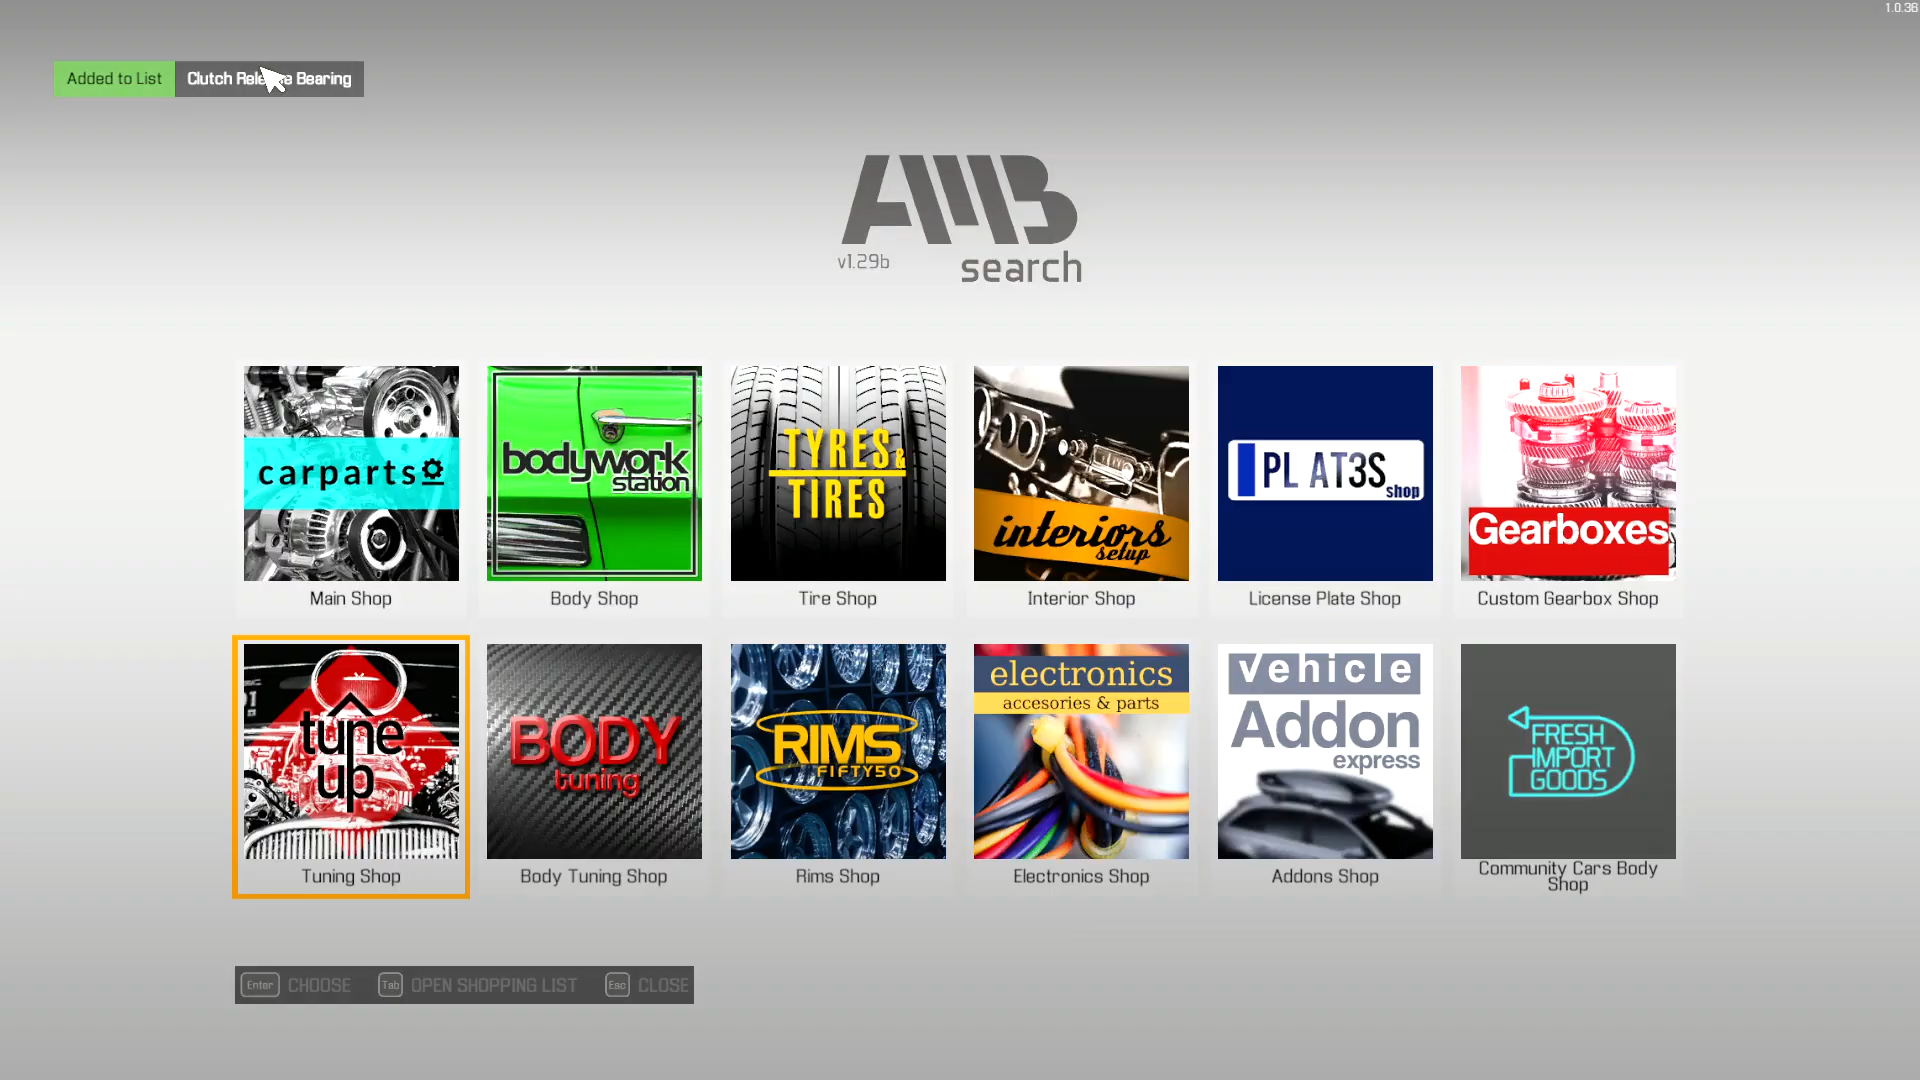 1.0.36
Added to List
Clutch Release Bearing
AMB
v1.29b
search
carparts
bodywork
station
TYRES &
TIRES
interiors
setup
PL AT3S
shop
Gearboxes
Main Shop
Body Shop
Tire Shop
Interior Shop
License Plate Shop
Custom Gearbox Shop
tune
up
BODY
tuning
RIMS
FIFTY50
electronics
accesories & parts
vehicle
Addon
express
FRESH
IMPORT
GOODS
Tuning Shop
Body Tuning Shop
Rims Shop
Electronics Shop
Addons Shop
Community Cars Body
Shop
Enter CHOOSE Tab OPEN SHOPPING LIST Esc CLOSE